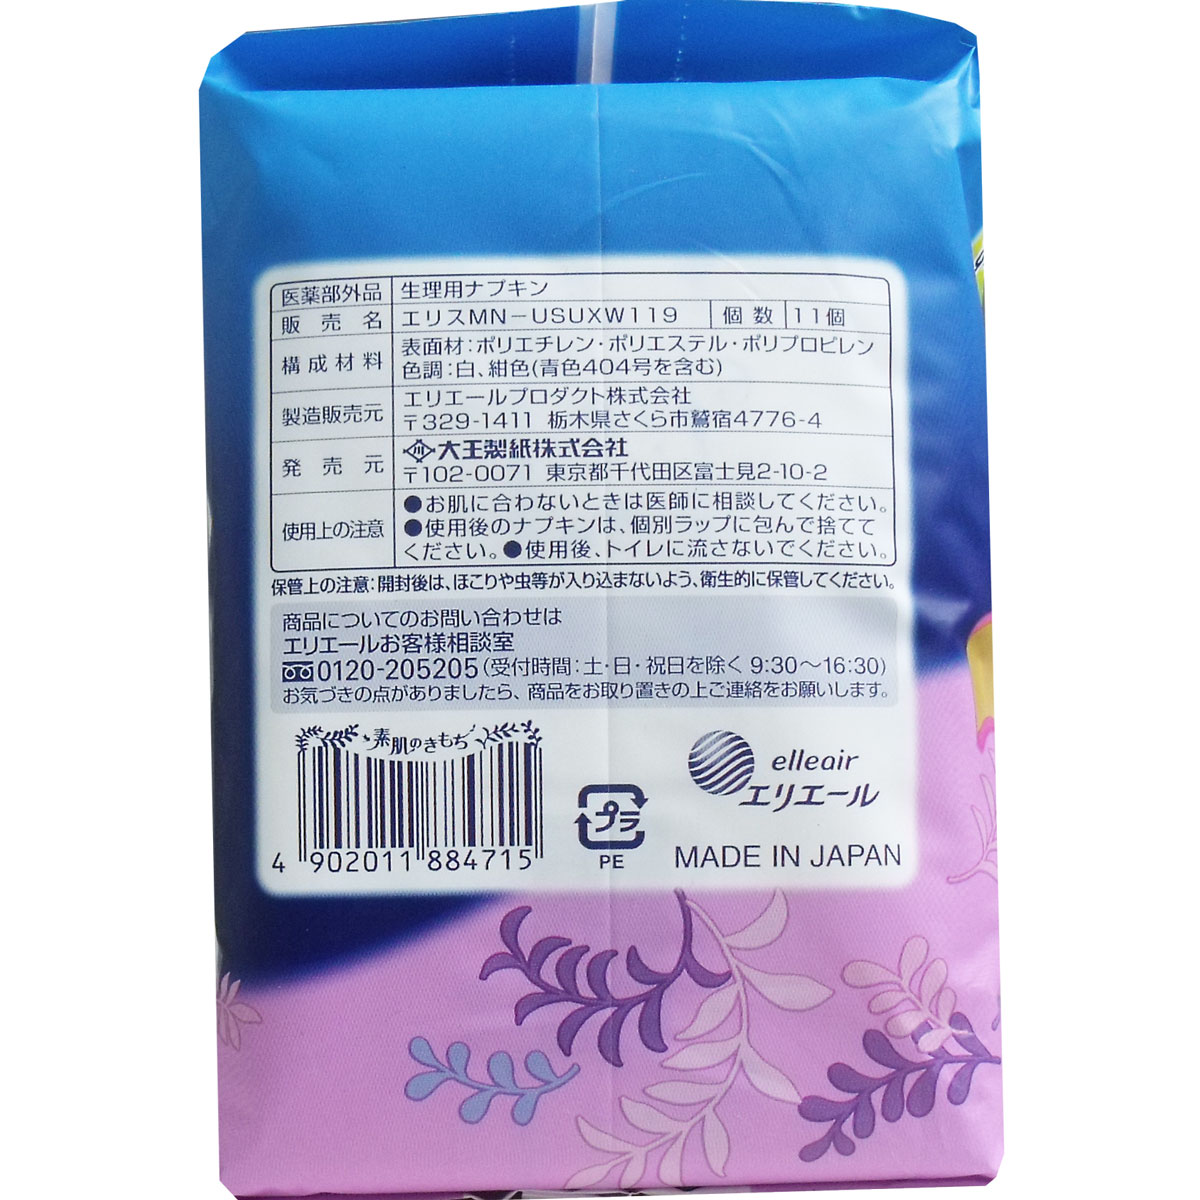 医薬部外品 生理用ナプキン
販売名 エリスMN-USUXW119 個数 11個
構成材料 表面材:ポリエチレン・ポリエステル・ポリプロピレン
色調:白、紺色(青色404号を含む)
製造販売元 エリエールプロダクト株式会社
〒329-1411 栃木県さくら市鷲宿4776-4
発売元 大王製紙株式会社
〒102-0071 東京都千代田区富士見2-10-2
使用上の注意 ●お肌に合わないときは医師に相談してください。
●使用後のナプキンは、個別ラップに包んで捨てて
ください。●使用後、トイレに流さないでください。
保管上の注意:開封後は、ほこりや虫等が入り込まないよう、衛生的に保管してください。
商品についてのお問い合わせは
エリエールお客様相談室
0120-205205(受付時間:土・日・祝日を除く 9:30〜16:30)
お気づきの点がありましたら、商品をお取り置きの上ご連絡をお願いします。
素肌のきもち
4 902011 884715
プラ
PE
elleair
エリエール
MADE IN JAPAN